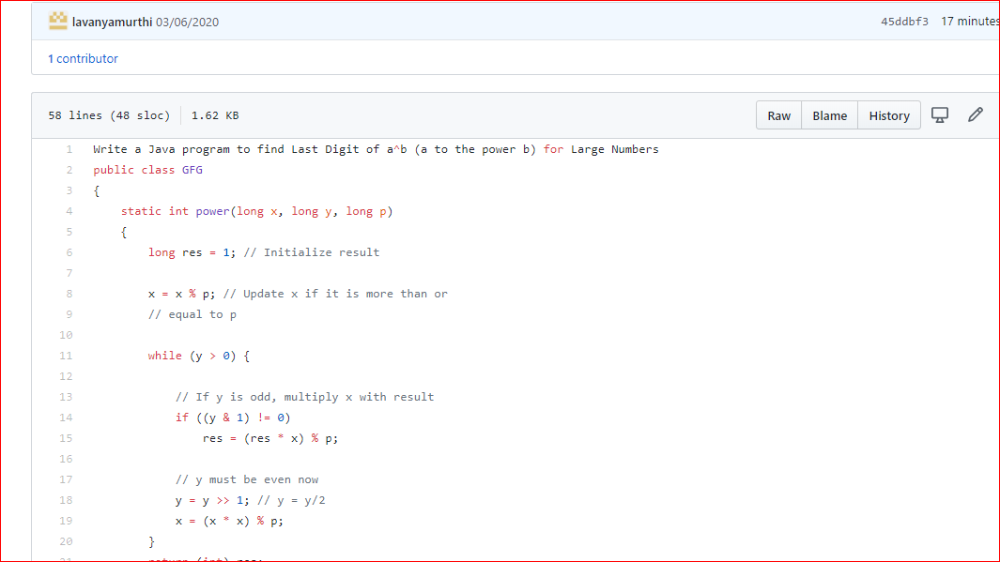 lavanyamurthi 03/06/2020 45ddbf3 17 minutes
1 contributor
58 lines (48 sloc) 1.62 KB Raw Blame History
1 Write a Java program to find Last Digit of a^b (a to the power b) for Large Numbers
2 public class GFG
3 {
4 static int power(long x, long y, long p)
5 {
6 long res = 1; // Initialize result
7
8 x = x % p; // Update x if it is more than or
9 // equal to p
10
11 while (y > 0) {
12
13 // If y is odd, multiply x with result
14 if ((y & 1) != 0)
15 res = (res * x) % p;
16
17 // y must be even now
18 y = y >> 1; // y = y/2
19 x = (x * x) % p;
20 }
21 return (int) res;